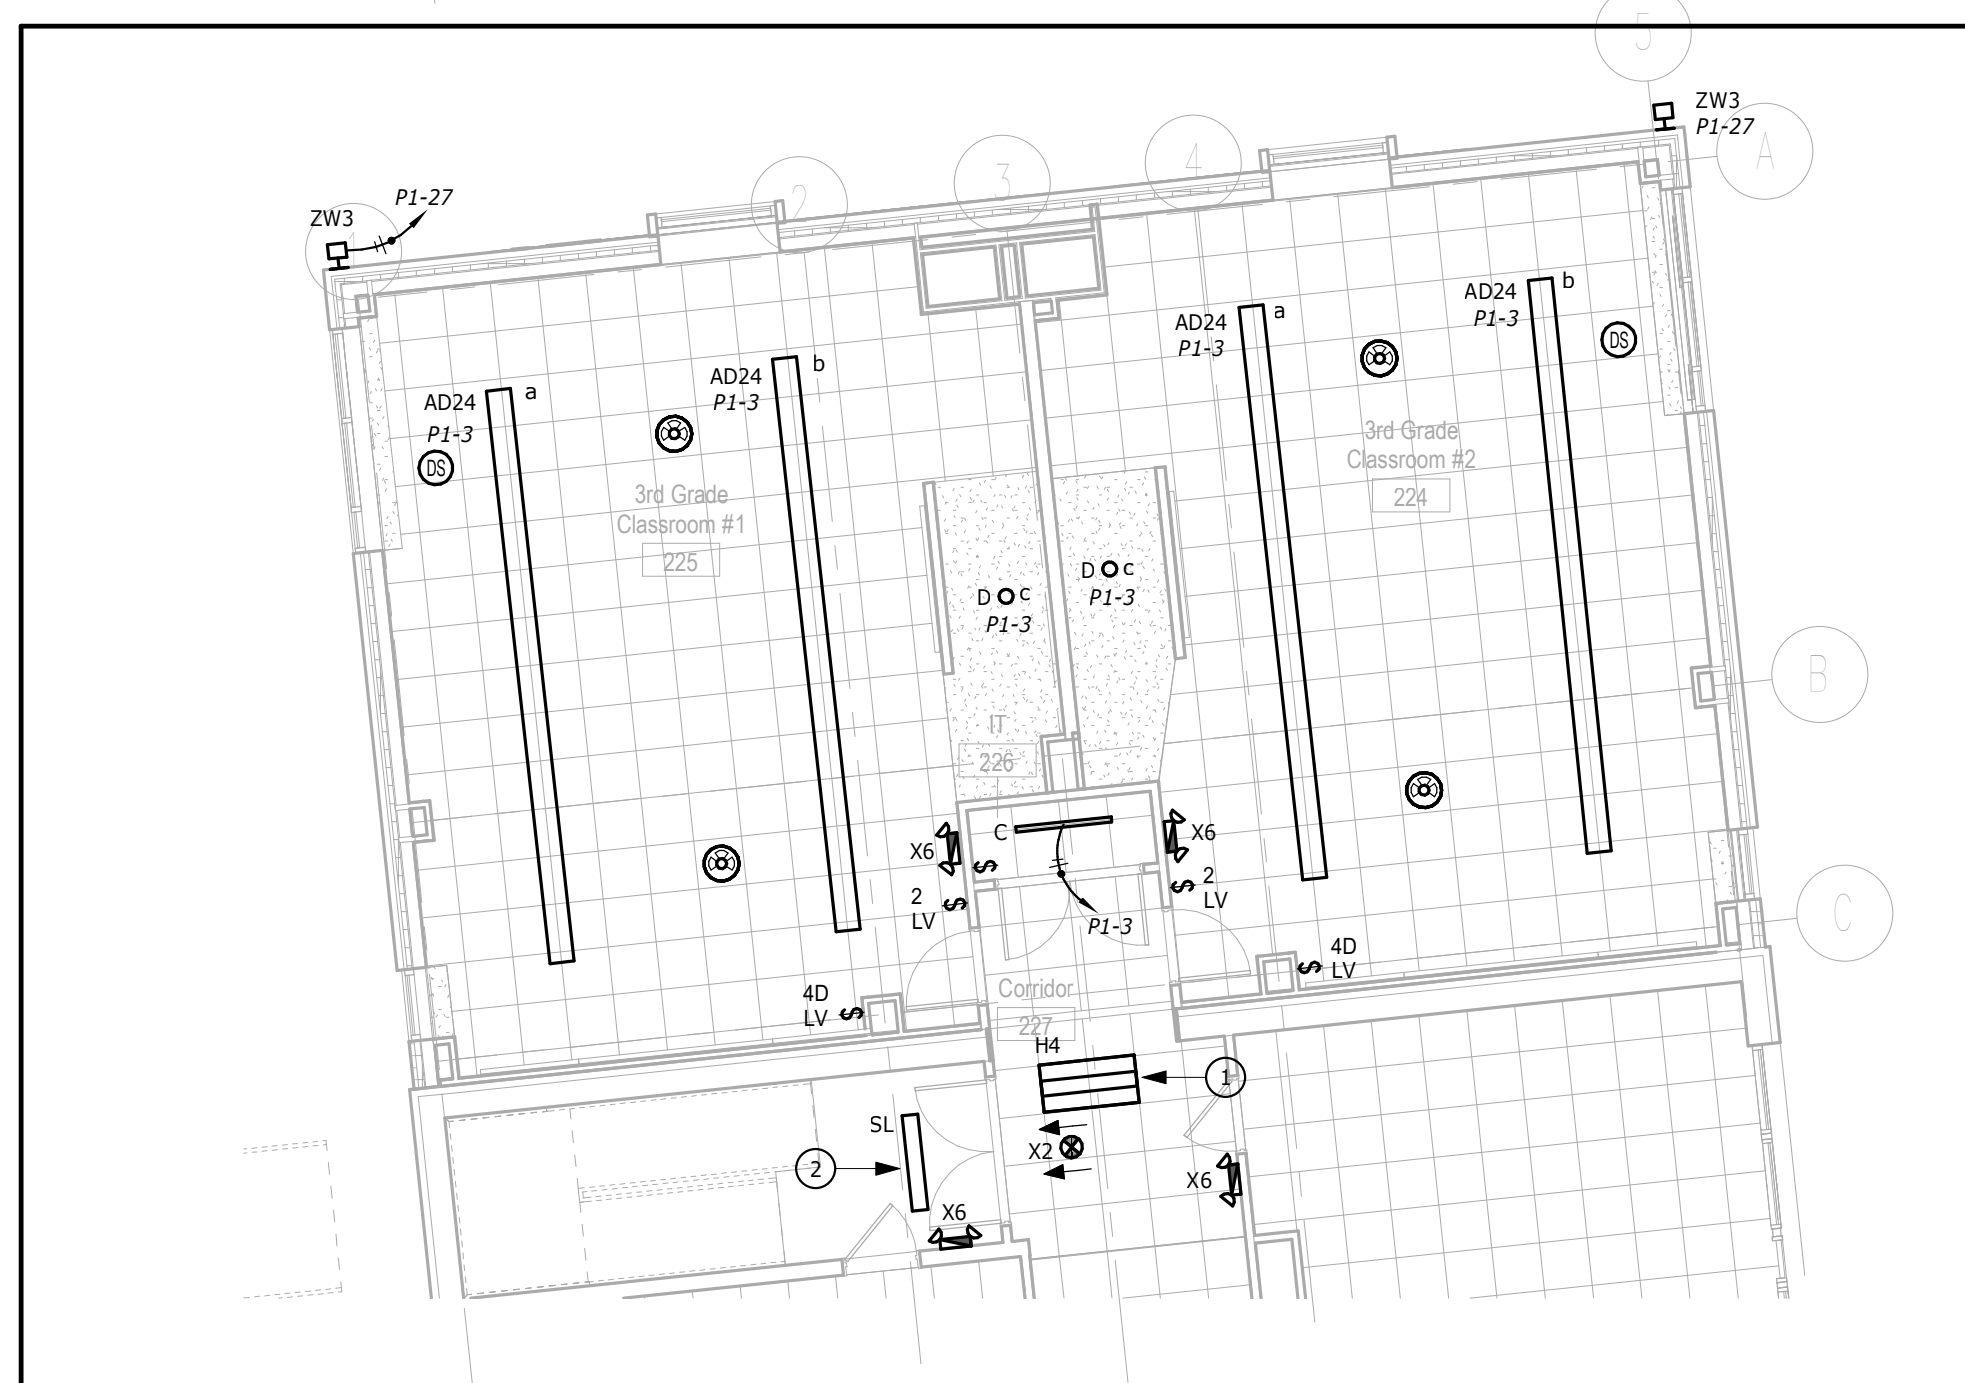 5
ZW3
P1-27
A
4
3
2
P1-27
ZW3
1
AD24
P1-3
b
AD24
P1-3
a
DS
AD24
P1-3
b
AD24
P1-3
a
DS
3rd Grade
Classroom #2
224
3rd Grade
Classroom #1
225
D c
P1-3
D c
P1-3
B
IT
226
C
X6
X6
S
2
LV
S
S
2
LV
P1-3
C
4D
LV
S
4D
LV
S
Corridor
227
H4
1
SL
X2
2
X6
X6